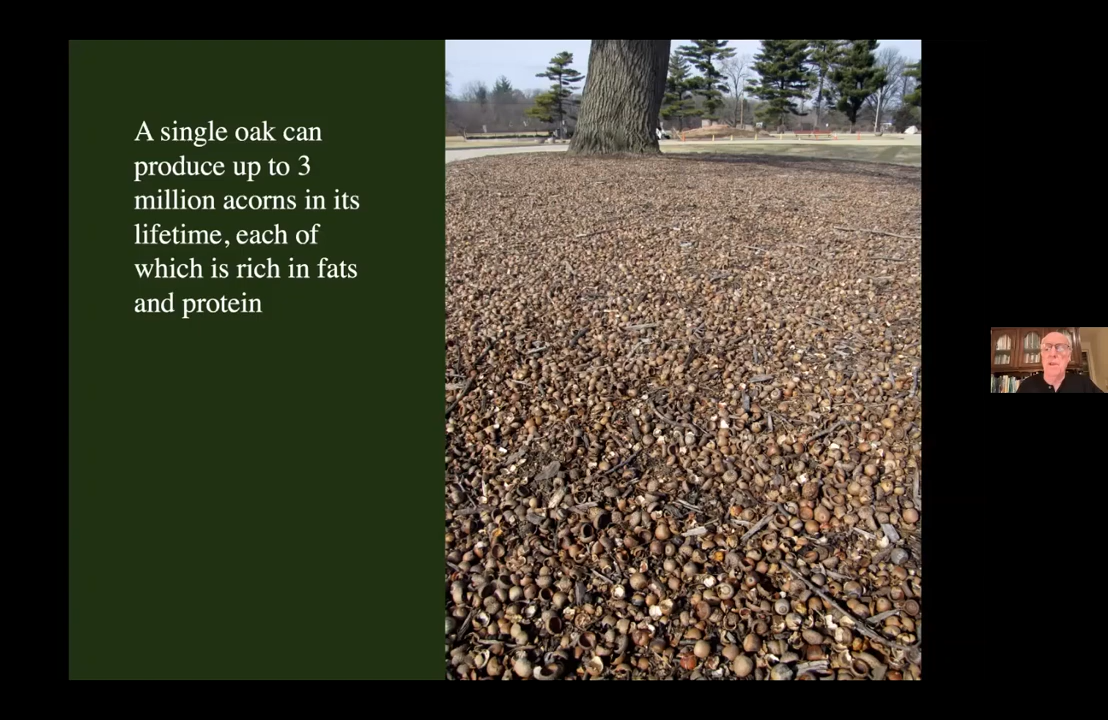 A single oak can
produce up to 3
million acorns in its
lifetime, each of
which is rich in fats
and protein